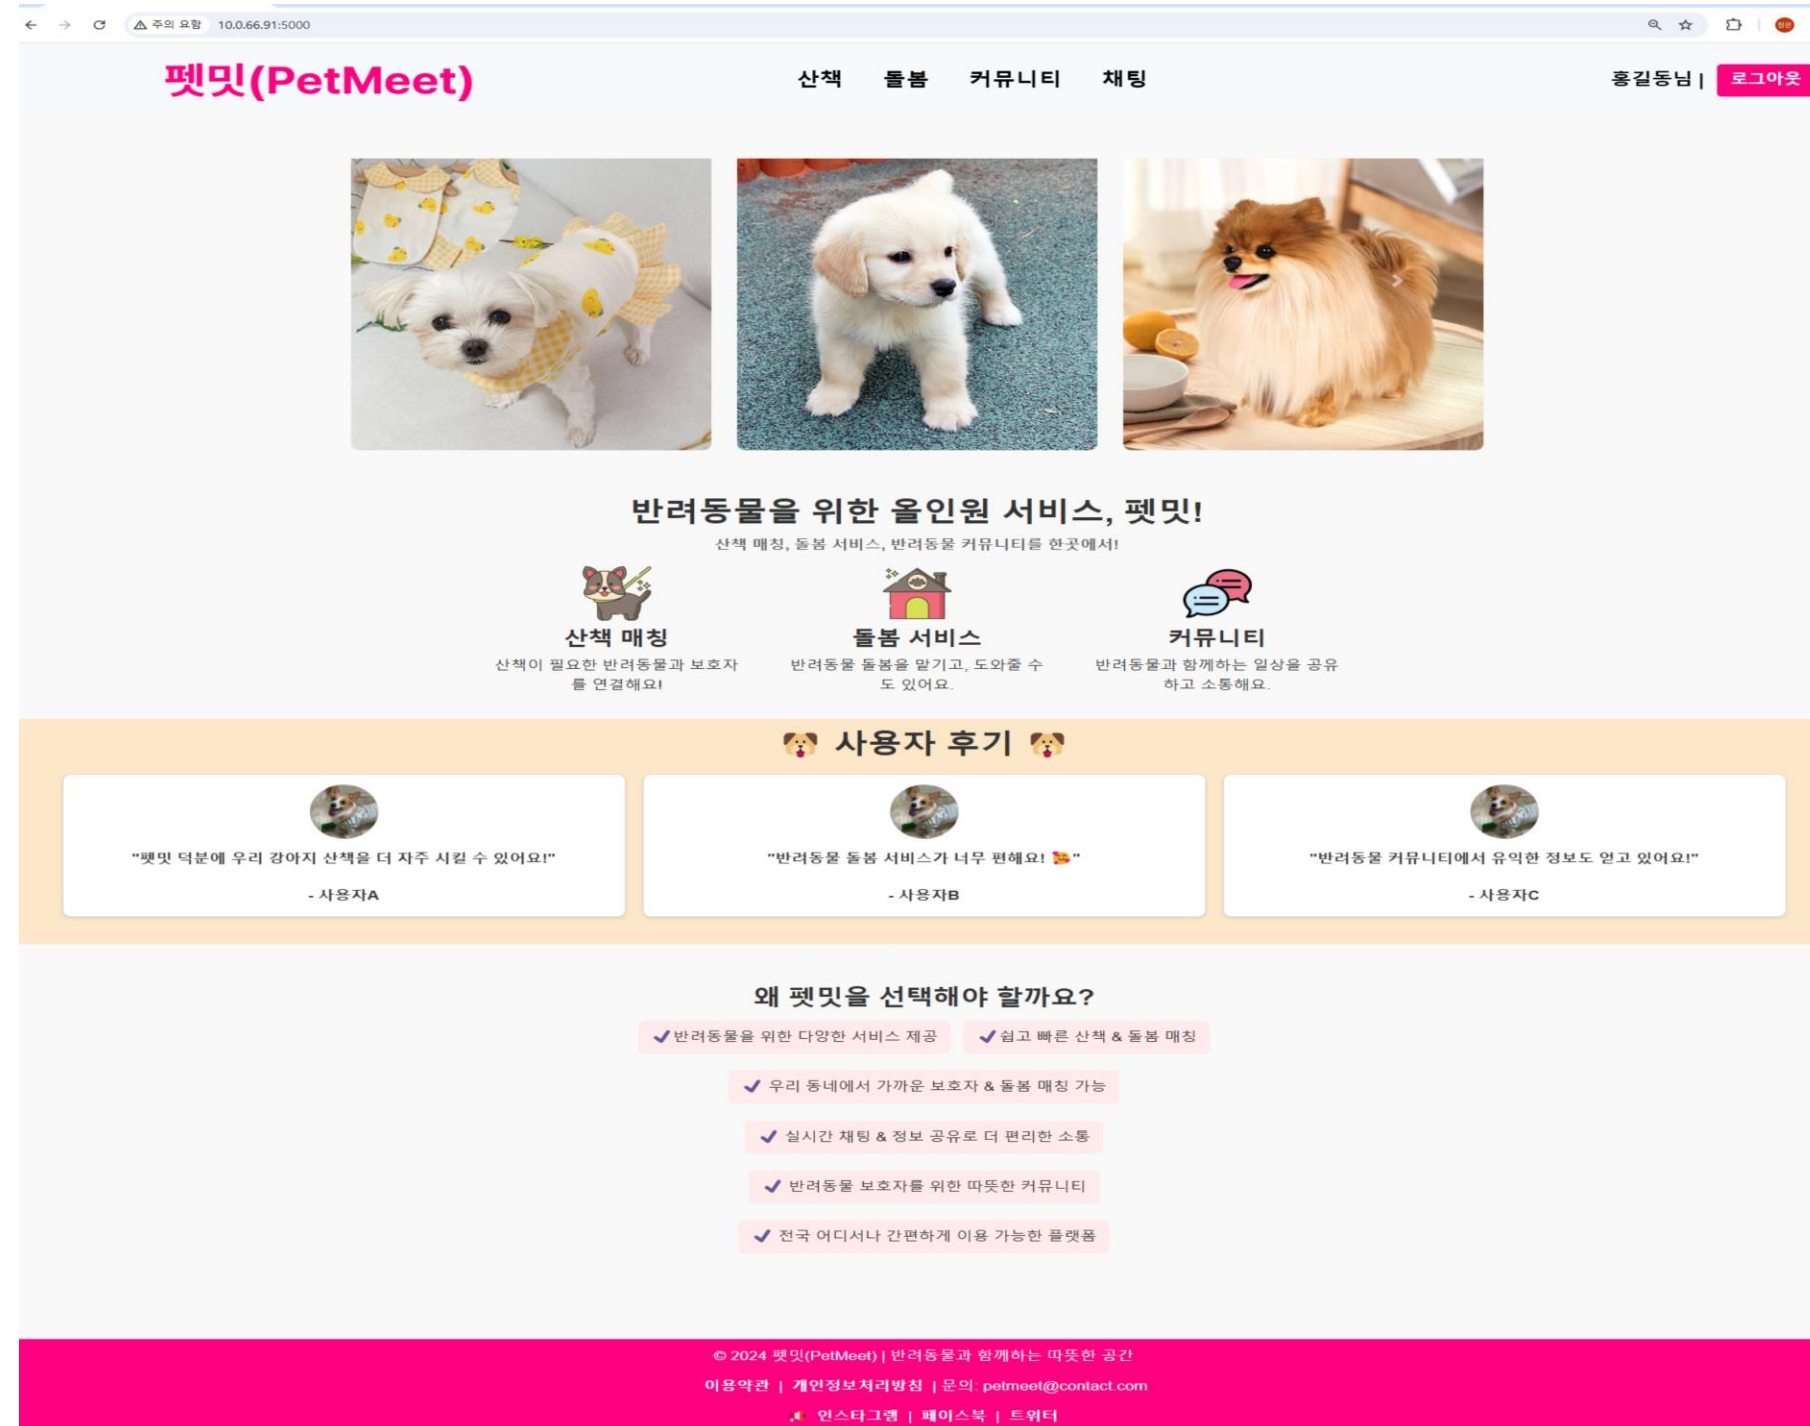 주의 요함 10.0.66.91:5000
펫밋(PetMeet) 산책 돌봄 커뮤니티 채팅 홍길동님 | 로그아웃
반려동물을 위한 올인원 서비스, 펫밋!
산책 매칭, 돌봄 서비스, 반려동물 커뮤니티를 한곳에서!
산책 매칭
산책이 필요한 반려동물과 보호자
를 연결해요!
돌봄 서비스
반려동물 돌봄을 맡기고, 도와줄 수
도 있어요.
커뮤니티
반려동물과 함께하는 일상을 공유
하고 소통해요.
🐶 사용자 후기 🐶
"펫밋 덕분에 우리 강아지 산책을 더 자주 시킬 수 있어요!"
- 사용자A
"반려동물 돌봄 서비스가 너무 편해요! 🥰"
- 사용자B
"반려동물 커뮤니티에서 유익한 정보도 얻고 있어요!"
- 사용자C
왜 펫밋을 선택해야 할까요?
✔반려동물을 위한 다양한 서비스 제공 ✔쉽고 빠른 산책 & 돌봄 매칭
✔ 우리 동네에서 가까운 보호자 & 돌봄 매칭 가능
✔ 실시간 채팅 & 정보 공유로 더 편리한 소통
✔ 반려동물 보호자를 위한 따뜻한 커뮤니티
✔ 전국 어디서나 간편하게 이용 가능한 플랫폼
© 2024 펫밋(PetMeet) | 반려동물과 함께하는 따뜻한 공간
이용약관 | 개인정보처리방침 | 문의: petmeet@contact.com
📢 인스타그램 | 페이스북 | 트위터